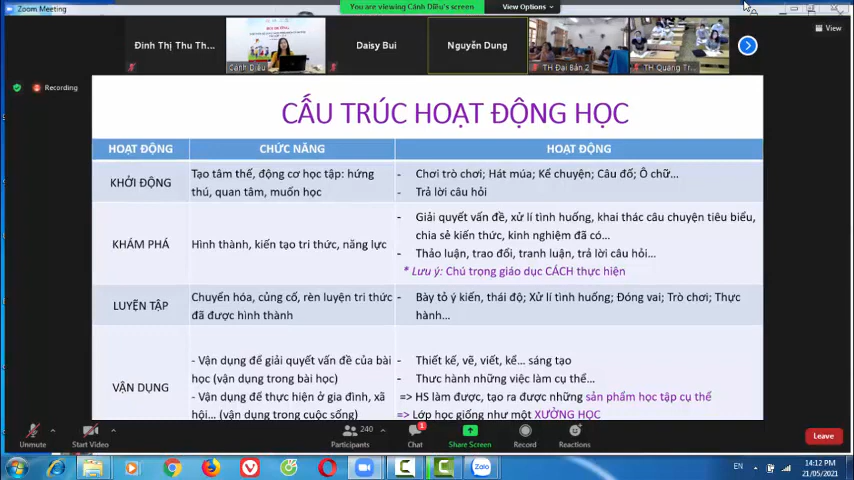 Zoom Meeting
You are viewing Cánh Diều's screen
View Options
Đinh Thị Thu Th...
Cánh Diều
Daisy Bui
Nguyễn Dung
TH Đại Bản 2
TH Quang Tr...
View
Recording
CẤU TRÚC HOẠT ĐỘNG HỌC
HOẠT ĐỘNG
CHỨC NĂNG
HOẠT ĐỘNG
KHỞI ĐỘNG
Tạo tâm thế, động cơ học tập: hứng
thú, quan tâm, muốn học
- Chơi trò chơi; Hát múa; Kể chuyện; Câu đố; Ô chữ...
- Trả lời câu hỏi
KHÁM PHÁ
Hình thành, kiến tạo tri thức, năng lực
- Giải quyết vấn đề, xử lí tình huống, khai thác câu chuyện tiêu biểu,
chia sẻ kiến thức, kinh nghiệm đã có...
- Thảo luận, trao đổi, tranh luận, trả lời câu hỏi...
* Lưu ý: Chú trọng giáo dục CÁCH thực hiện
LUYỆN TẬP
Chuyển hóa, củng cố, rèn luyện tri thức
đã được hình thành
- Bày tỏ ý kiến, thái độ; Xử lí tình huống; Đóng vai; Trò chơi; Thực
hành...
VẬN DỤNG
- Vận dụng để giải quyết vấn đề của bài
học (vận dụng trong bài học)
- Vận dụng để thực hiện ở gia đình, xã
hội... (vận dụng trong cuộc sống)
- Thiết kế, vẽ, viết, kể... sáng tạo
- Thưc hành những việc làm cụ thể...
=> HS làm được, tạo ra được những sản phẩm học tập cụ thể
=> Lớp học giống như một XƯỞNG HỌC
Unmute
Start Video
240
Participants
1
Chat
Share Screen
Record
Reactions
Leave
Zalo
EN
14:12 PM
21/05/2021